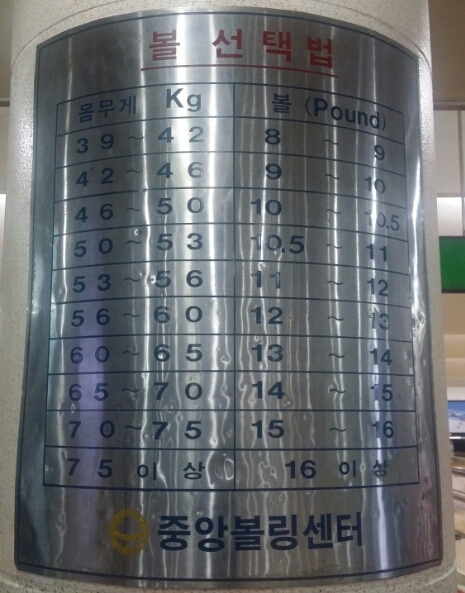 볼 선택법
몸무게 Kg 볼 (Pound)
39~42 8 ~ 9
42~46 9 ~ 10
46~50 10 ~ 10.5
50~53 10.5 ~ 11
53~56 11 ~ 12
56~60 12 ~ 13
60~65 13 ~ 14
65~70 14 ~ 15
70~75 15 ~ 16
75 이상 16 이상
중앙볼링센터